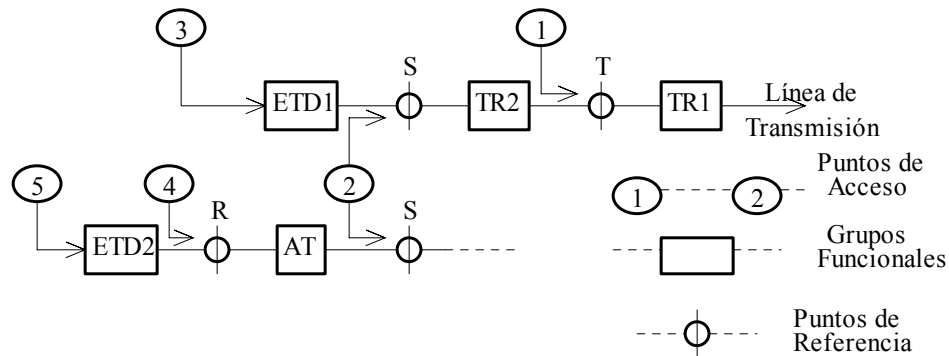 3
1
S
T
ETD1
TR2
TR1
Línea de
Transmisión
5
4
2
R
S
ETD2
AT
Puntos de
Acceso
1
2
Grupos
Funcionales
Puntos de
Referencia